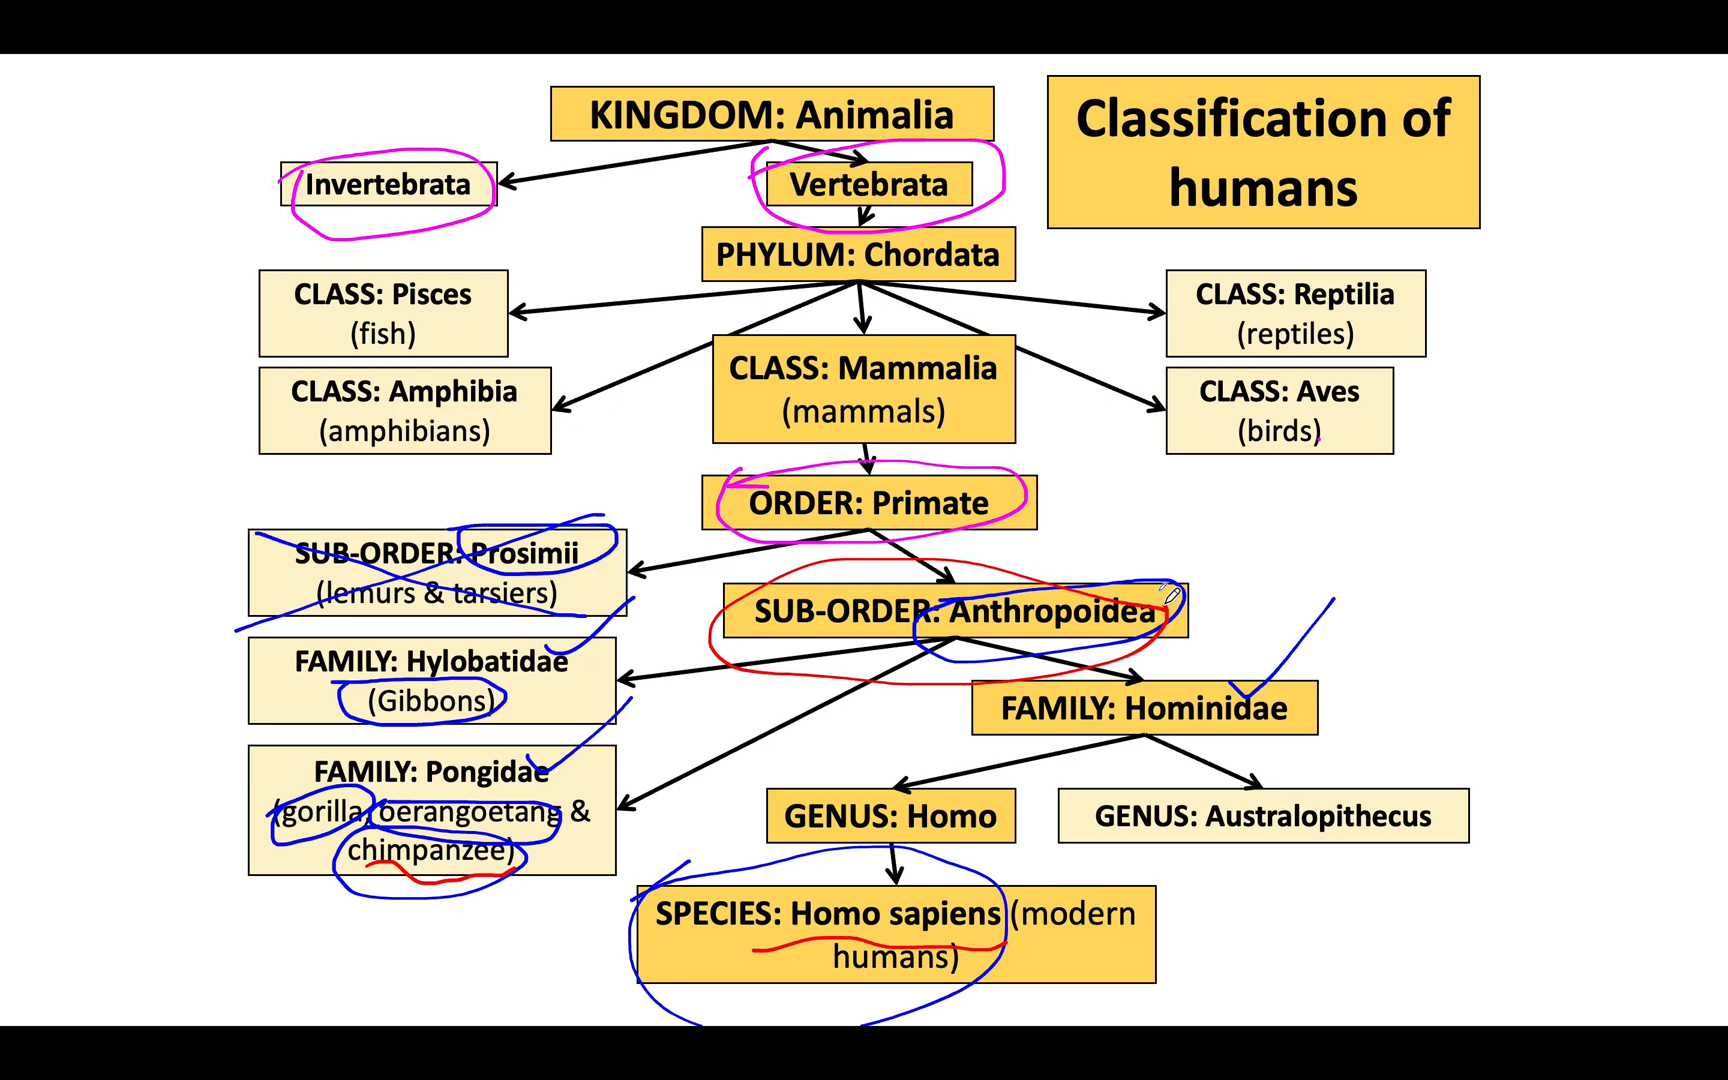 KINGDOM: Animalia
Classification of
humans
Invertebrata
Vertebrata
PHYLUM: Chordata
CLASS: Pisces
(fish)
CLASS: Reptilia
(reptiles)
CLASS: Mammalia
(mammals)
CLASS: Amphibia
(amphibians)
CLASS: Aves
(birds)
ORDER: Primate
SUB-ORDER: Prosimii
(lemurs & tarsiers)
SUB-ORDER: Anthropoidea
FAMILY: Hylobatidae
(Gibbons)
FAMILY: Hominidae
FAMILY: Pongidae
(gorilla, oerangoetang &
chimpanzee)
GENUS: Homo
GENUS: Australopithecus
SPECIES: Homo sapiens (modern
humans)